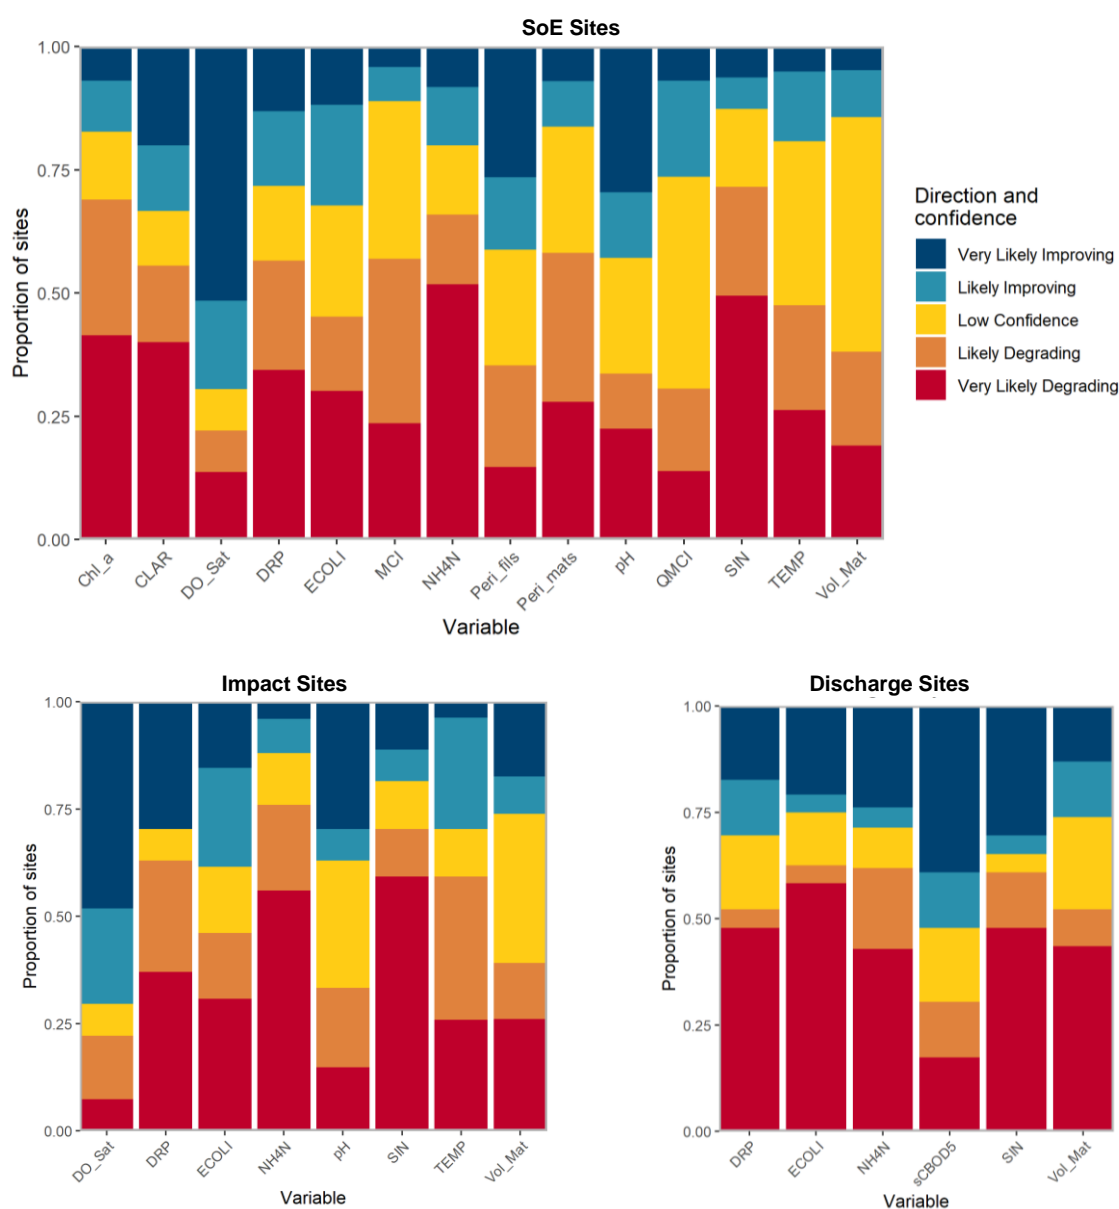 SoE Sites
1.00
0.75
0.50
0.25
0.00
Proportion of sites
Chl_a
CLAR
DO_Sat
DRP
ECOLI
MCI
NH4N
Peri_fils
Peri_mats
pH
QMCI
SIN
TEMP
Vol_Mat
Variable
Direction and
confidence
Very Likely Improving
Likely Improving
Low Confidence
Likely Degrading
Very Likely Degrading
Impact Sites
1.00
0.75
0.50
0.25
0.00
Proportion of sites
DO_Sat
DRP
ECOLI
NH4N
pH
SIN
TEMP
Vol_Mat
Variable
Discharge Sites
1.00
0.75
0.50
0.25
0.00
Proportion of sites
DRP
ECOLI
NH4N
sCBOD5
SIN
Vol_Mat
Variable